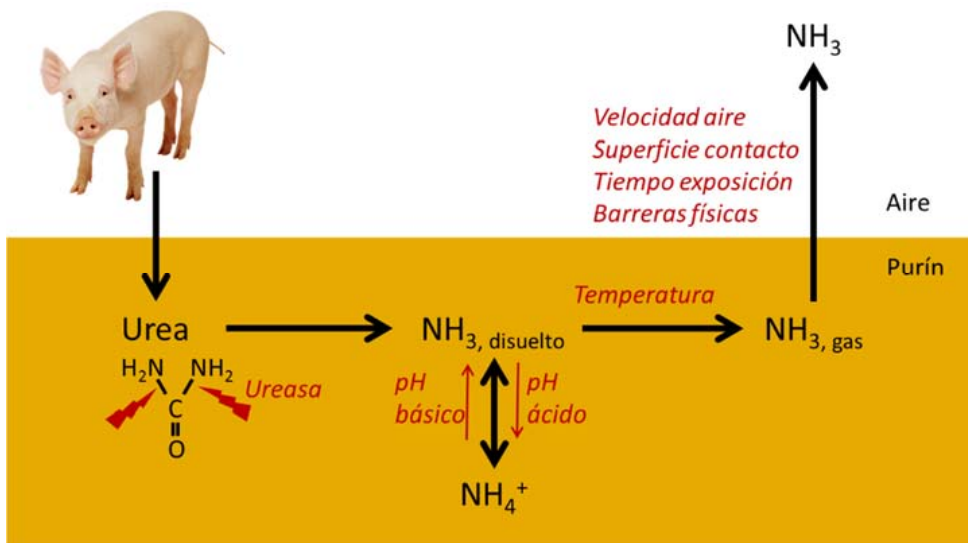 NH₃
Velocidad aire
Superficie contacto
Tiempo exposición
Barreras físicas
Aire
Purín
Urea
H₂N
NH₂
C
O
Ureasa
NH₃, disuelto
Temperatura
NH₃, gas
pH
básico
pH
ácido
NH₄⁺